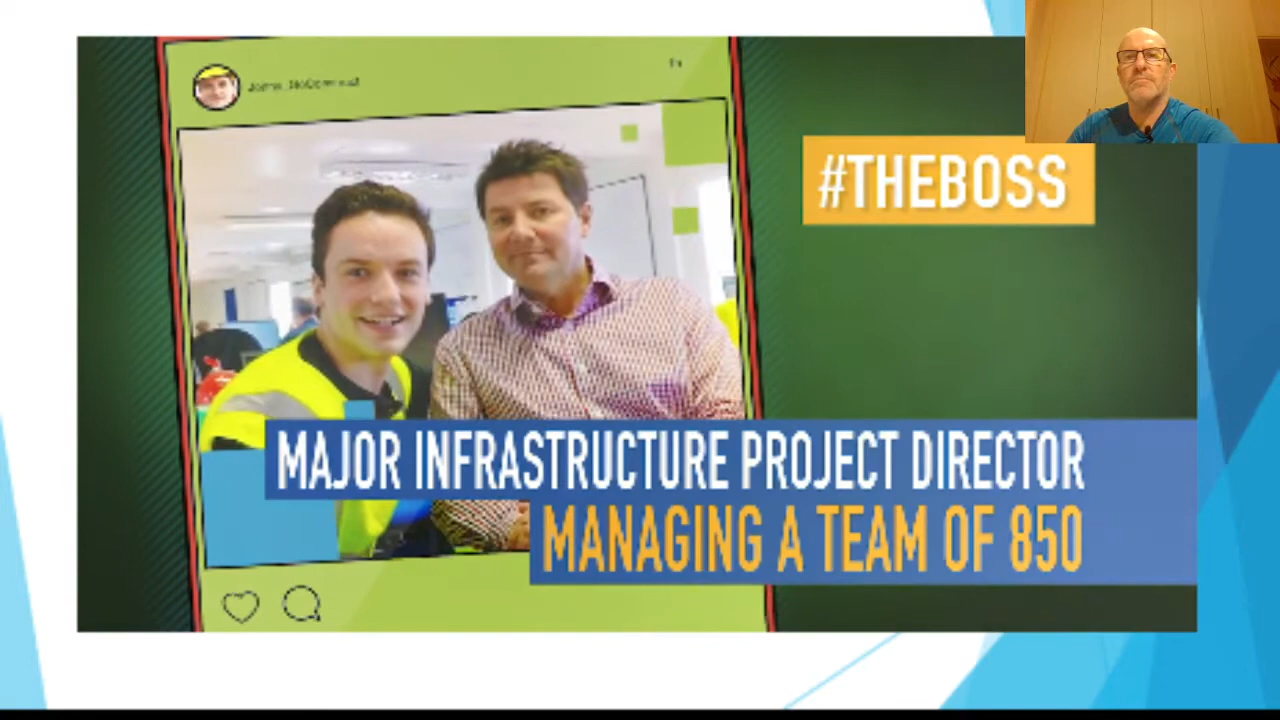 #THEBOSS
MAJOR INFRASTRUCTURE PROJECT DIRECTOR
MANAGING A TEAM OF 850